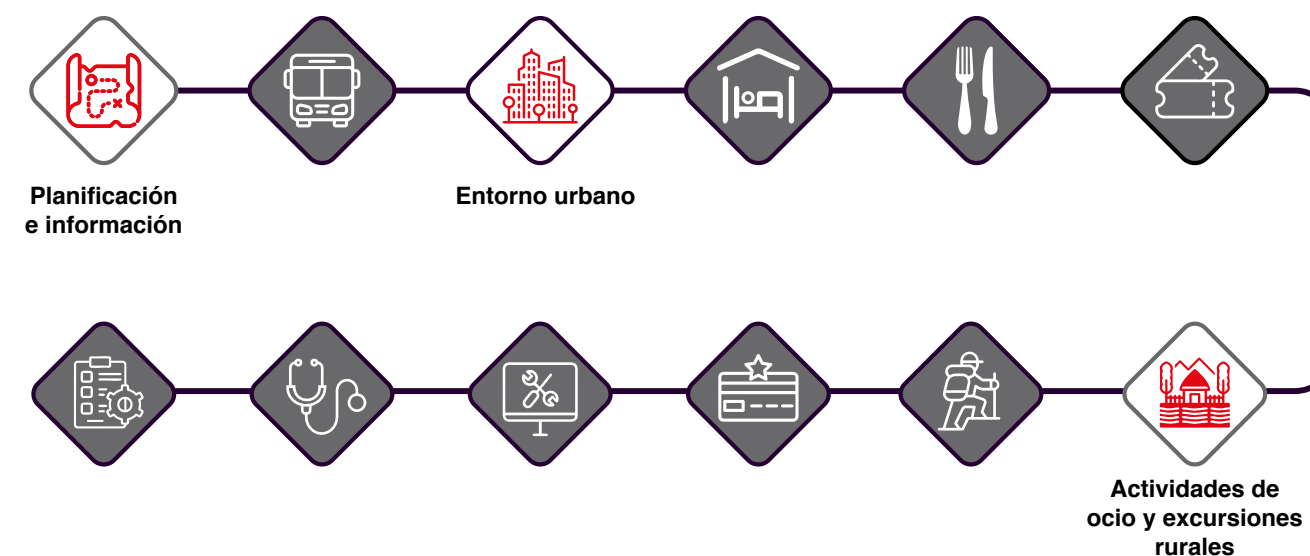 Planificación
e información
Entorno urbano
Actividades de
ocio y excursiones
rurales